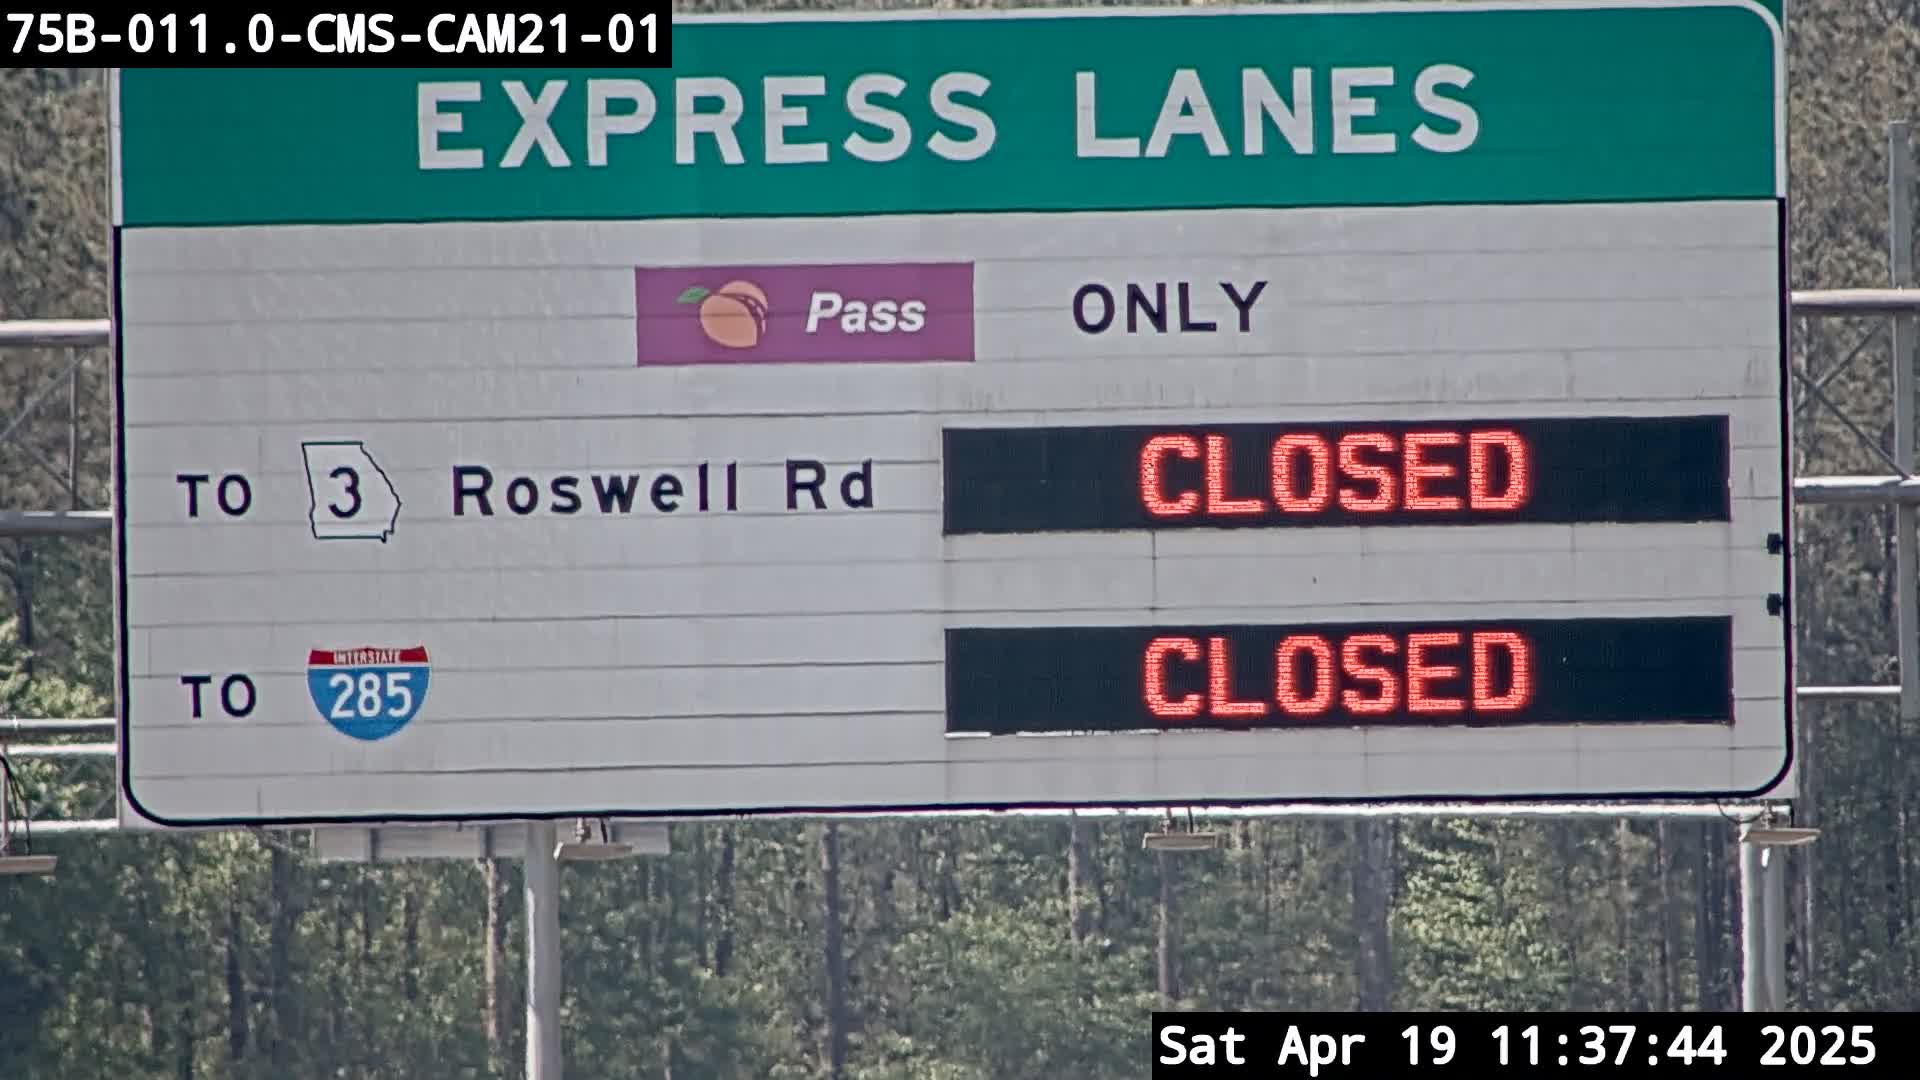 75B-011.0-CMS-CAM21-01
EXPRESS LANES
Pass ONLY
TO 3 Roswell Rd CLOSED
TO INTERSTATE 285 CLOSED
Sat Apr 19 11:37:44 2025